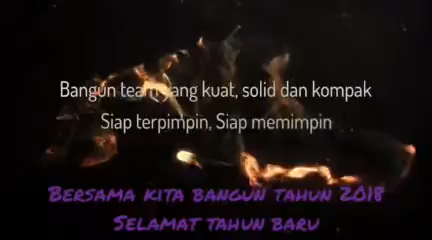 Bangun team yang kuat, solid dan kompak
Siap terpimpin, Siap memimpin
Bersama kita bangun tahun 2018
Selamat tahun baru